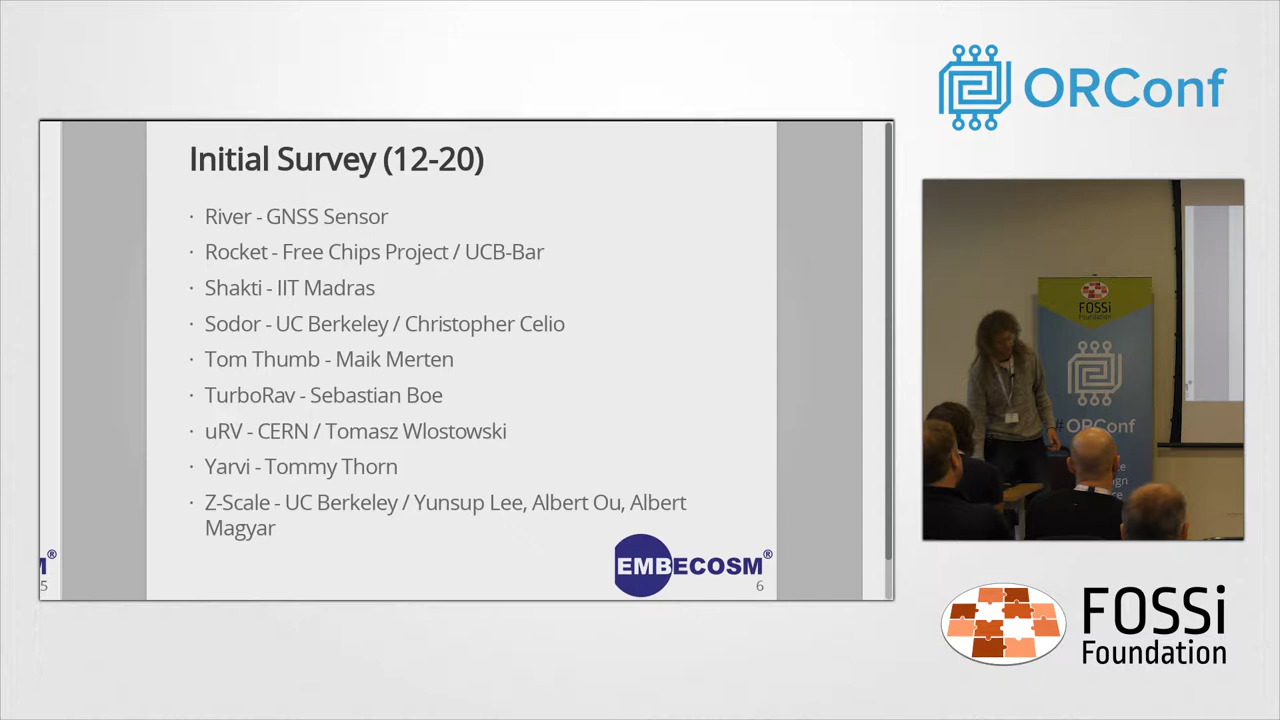 ORConf
Initial Survey (12-20)
· River - GNSS Sensor
· Rocket - Free Chips Project / UCB-Bar
· Shakti - IIT Madras
· Sodor - UC Berkeley / Christopher Celio
· Tom Thumb - Maik Merten
· TurboRav - Sebastian Boe
· uRV - CERN / Tomasz Wlostowski
· Yarvi - Tommy Thorn
· Z-Scale - UC Berkeley / Yunsup Lee, Albert Ou, Albert
Magyar
M®
5
EMBECOSM®
6
FOSSi
Foundation
#ORConf
FOSSi
Foundation